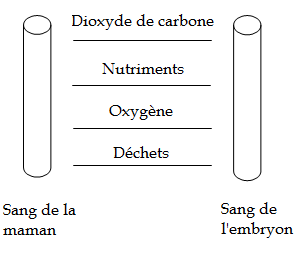 Dioxyde de carbone
Nutriments
Oxygène
Déchets
Sang de la
maman
Sang de
l'embryon